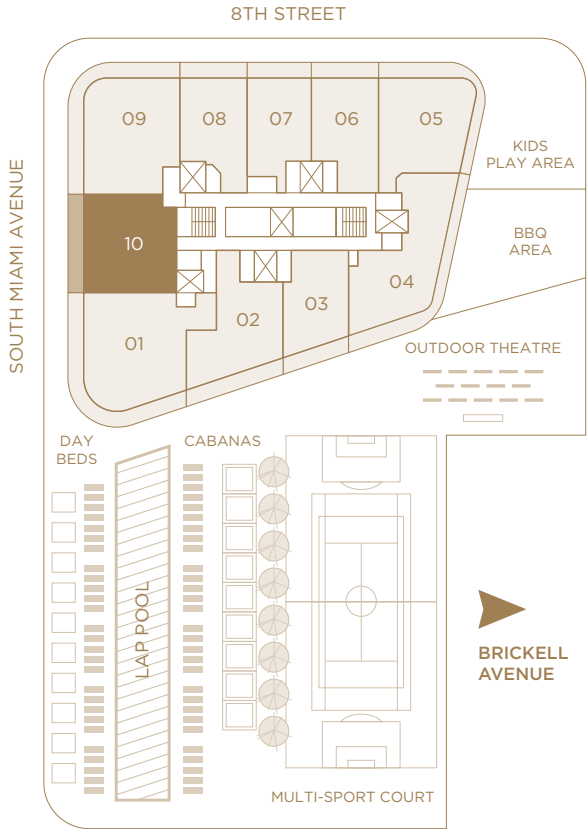 8TH STREET
SOUTH MIAMI AVENUE
09
08
07
06
05
KIDS
PLAY AREA
10
BBQ
AREA
04
03
02
01
OUTDOOR THEATRE
DAY
BEDS
CABANAS
LAP POOL
BRICKELL
AVENUE
MULTI-SPORT COURT